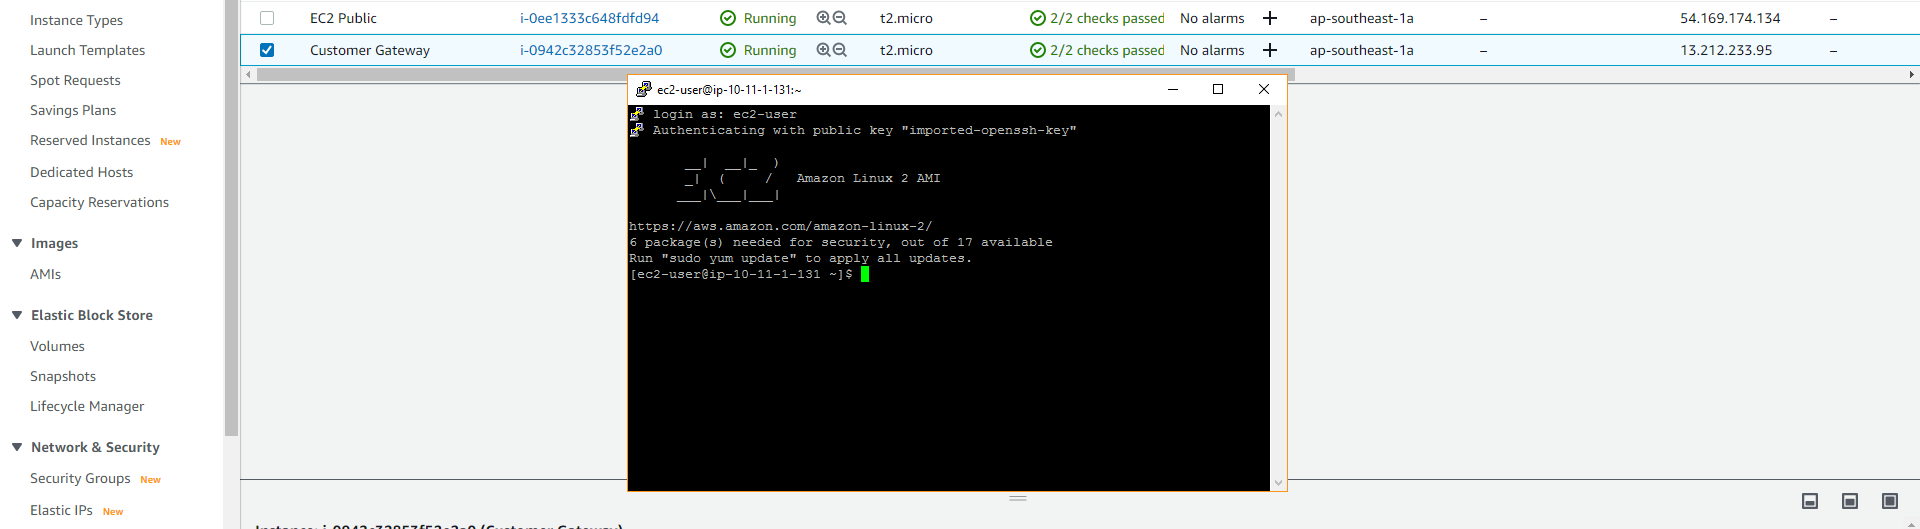 Instance Types
Launch Templates
Spot Requests
Savings Plans
Reserved Instances New
Dedicated Hosts
Capacity Reservations
Images
AMIs
Elastic Block Store
Volumes
Snapshots
Lifecycle Manager
Network & Security
Security Groups New
Elastic IPs New
EC2 Public i-0ee1333c648fdfd94 Running t2.micro 2/2 checks passed No alarms + ap-southeast-1a – 54.169.174.134 –
Customer Gateway i-0942c32853f52e2a0 Running t2.micro 2/2 checks passed No alarms + ap-southeast-1a – 13.212.233.95 –
ec2-user@ip-10-11-1-131:~
login as: ec2-user
Authenticating with public key "imported-openssh-key"
__|  __|_  )
_|  (     /   Amazon Linux 2 AMI
___|\___|___|
https://aws.amazon.com/amazon-linux-2/
6 package(s) needed for security, out of 17 available
Run "sudo yum update" to apply all updates.
[ec2-user@ip-10-11-1-131 ~]$
Instance: i-0942c32853f52e2a0 (Customer Gateway)